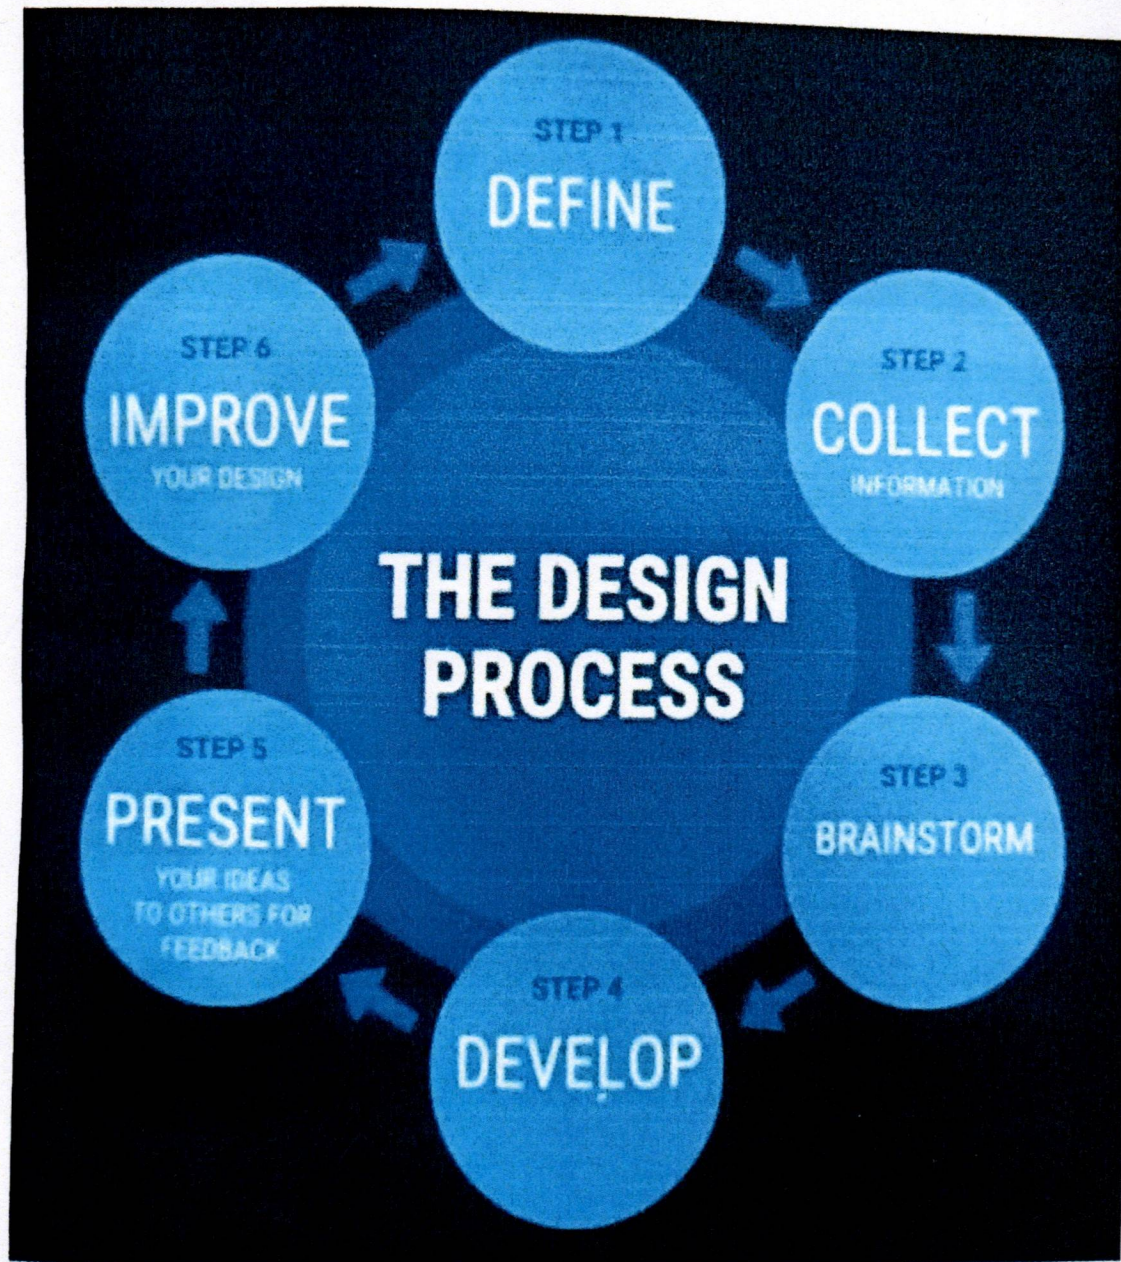 STEP 1
DEFINE
STEP 2
COLLECT
INFORMATION
STEP 3
BRAINSTORM
STEP 4
DEVELOP
STEP 5
PRESENT
YOUR IDEAS
TO OTHERS FOR
FEEDBACK
STEP 6
IMPROVE
YOUR DESIGN
THE DESIGN
PROCESS